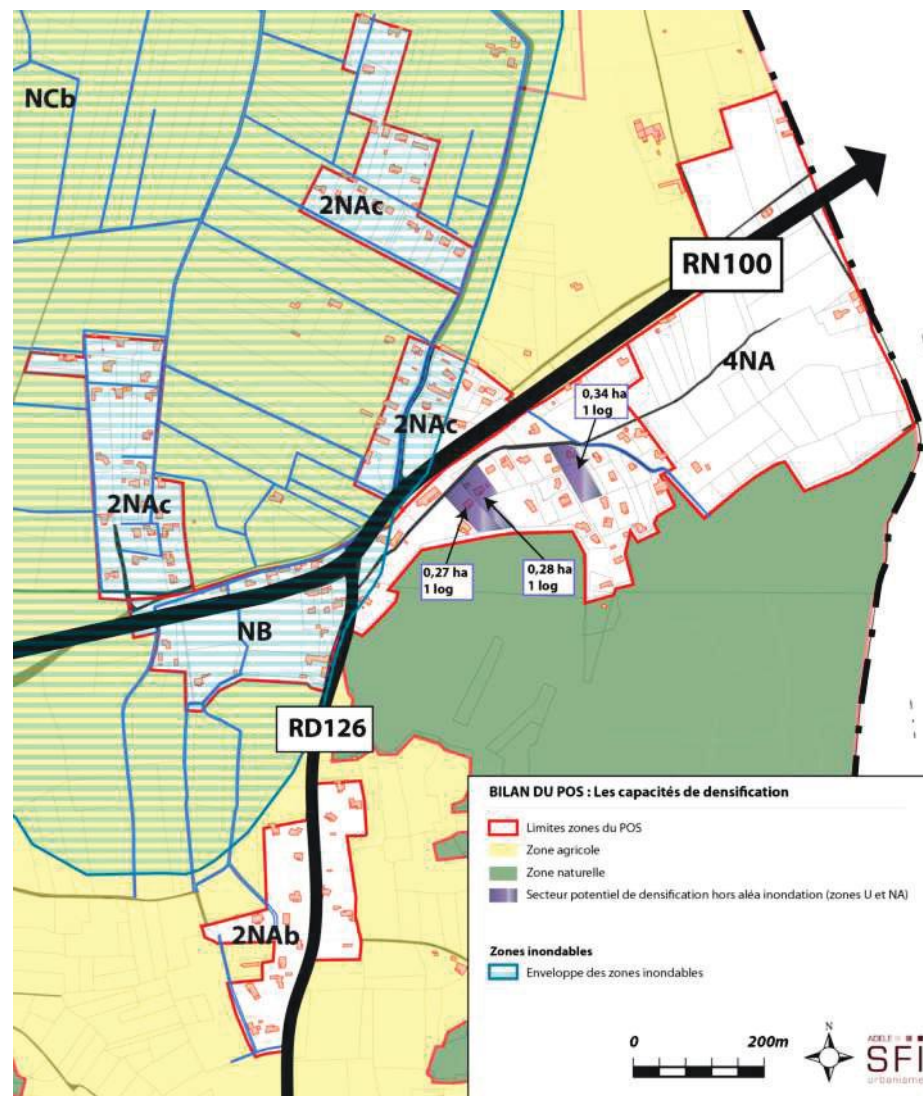 NCb
2NAc
RN100
4NA
0,34 ha
1 log
2NAc
2NAc
0,27 ha
1 log
0,28 ha
1 log
NB
RD126
2NAb
BILAN DU POS : Les capacités de densification
Limites zones du POS
Zone agricole
Zone naturelle
Secteur potentiel de densification hors aléa inondation (zones U et NA)
Zones inondables
Enveloppe des zones inondables
0 200m
N
ADELE
SFI
urbanisme